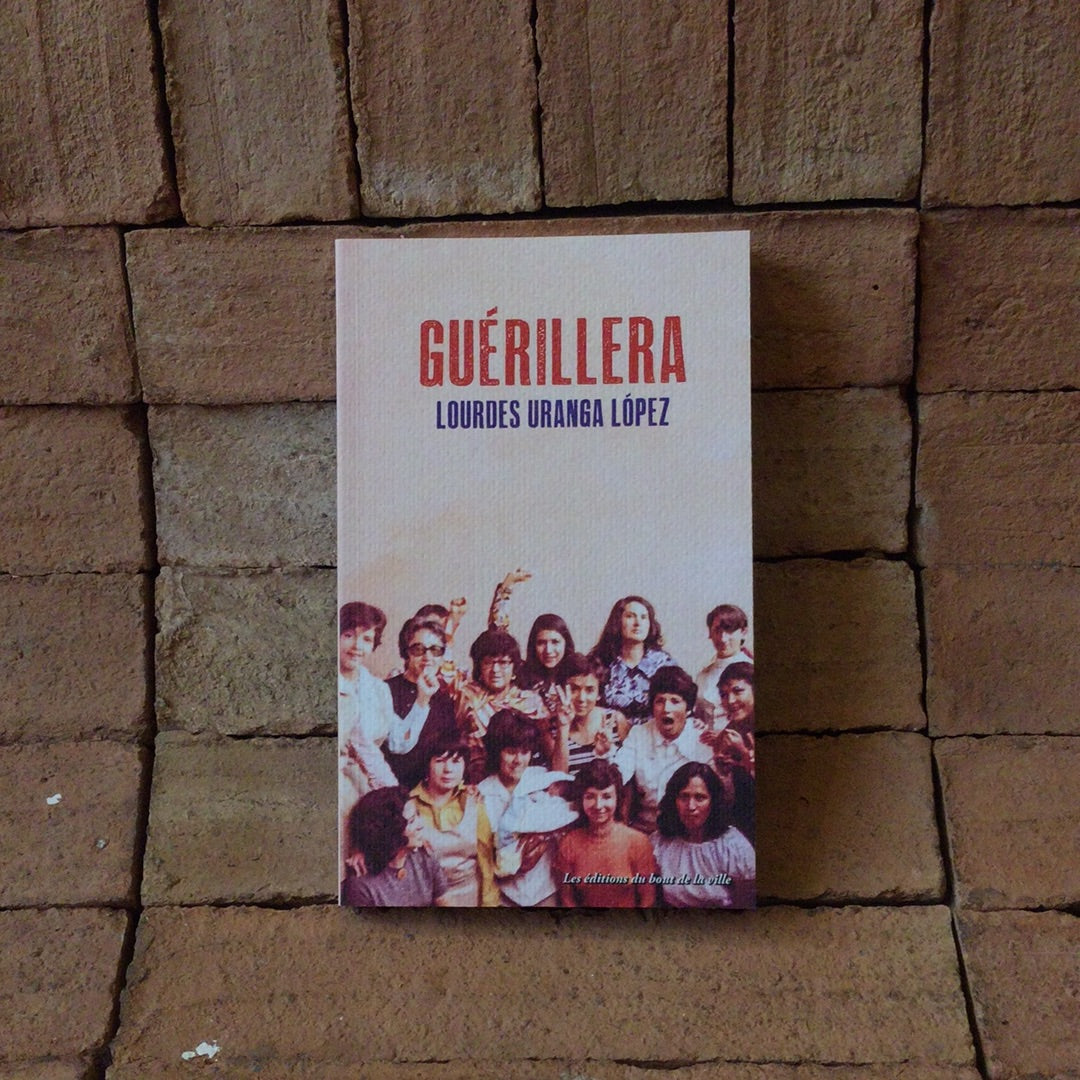 GUÉRILLERA
LOURDES URANGA LÓPEZ
Les éditions du bout de la ville